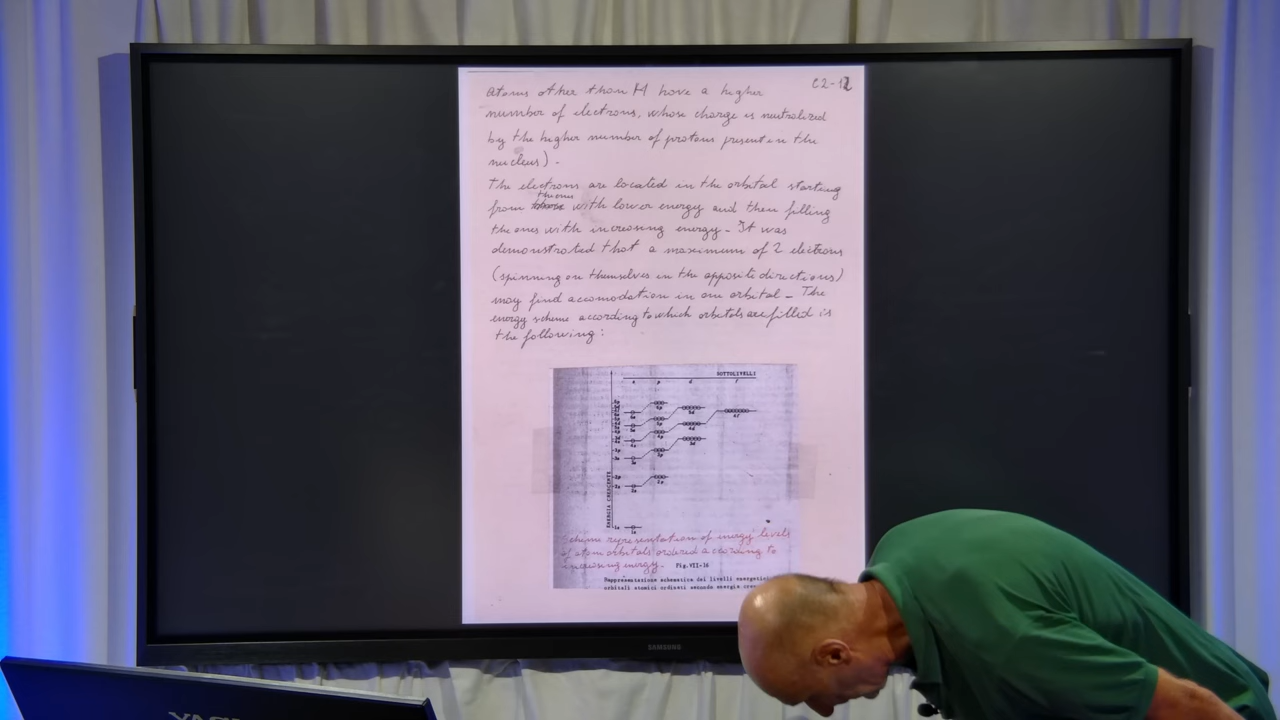 C2-12
atoms other than H have a higher
number of electrons, whose charge is neutralized
by the higher number of protons present in the
nucleus).
The electrons are located in the orbital starting
the one
from with lower energy and then filling
the ones with increasing energy. It was
demonstrated that a maximum of 2 electrons
(spinning on themselves in the opposite directions)
may find accomodation in one orbital. The
energy scheme according to which orbitals are filled is
the following:
SOTTOLIVELLI
s p d f
ENERGIA CRESCENTE
scheme representation of energy levels
of atom orbitals ordered according to
increasing energy.
Fig.VII-16
Rappresentazione schematica dei livelli energetici
orbitali atomici ordinati secondo energia
SAMSUNG